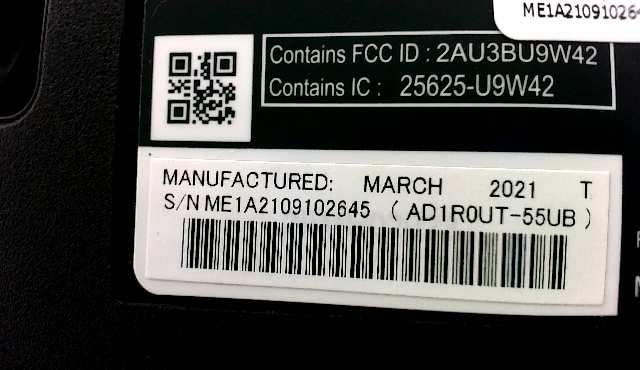 ME1A210910264
Contains FCC ID : 2AU3BU9W42
Contains IC : 25625-U9W42
MANUFACTURED: MARCH 2021 T
S/N ME1A2109102645 ( AD1R0UT-55UB )